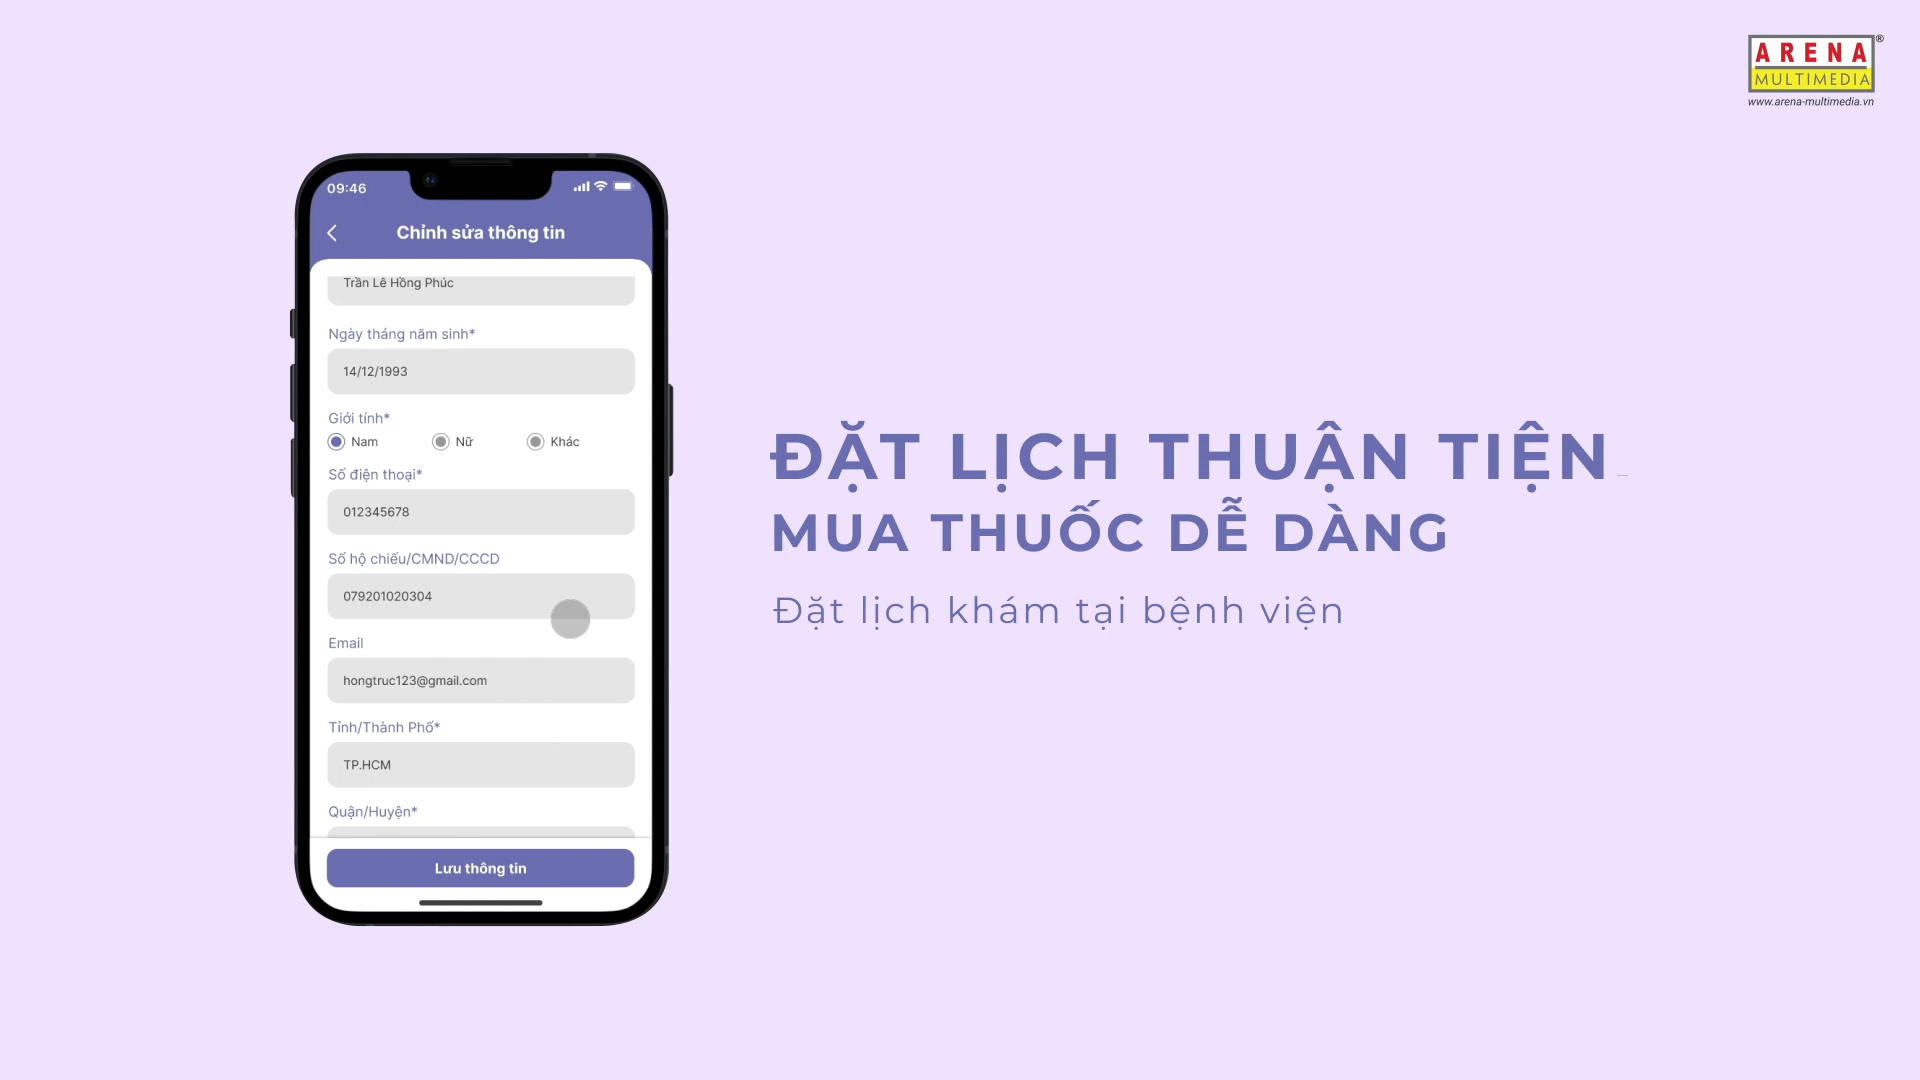 ARENA®
MULTIMEDIA
www.arena-multimedia.vn
09:46
Chỉnh sửa thông tin
Trần Lê Hồng Phúc
Ngày tháng năm sinh*
14/12/1993
Giới tính*
Nam Nữ Khác
Số điện thoại*
012345678
Số hộ chiếu/CMND/CCCD
079201020304
Email
hongtruc123@gmail.com
Tỉnh/Thành Phố*
TP.HCM
Quận/Huyện*
Lưu thông tin
ĐẶT LỊCH THUẬN TIỆN
MUA THUỐC DỄ DÀNG
Đặt lịch khám tại bệnh viện